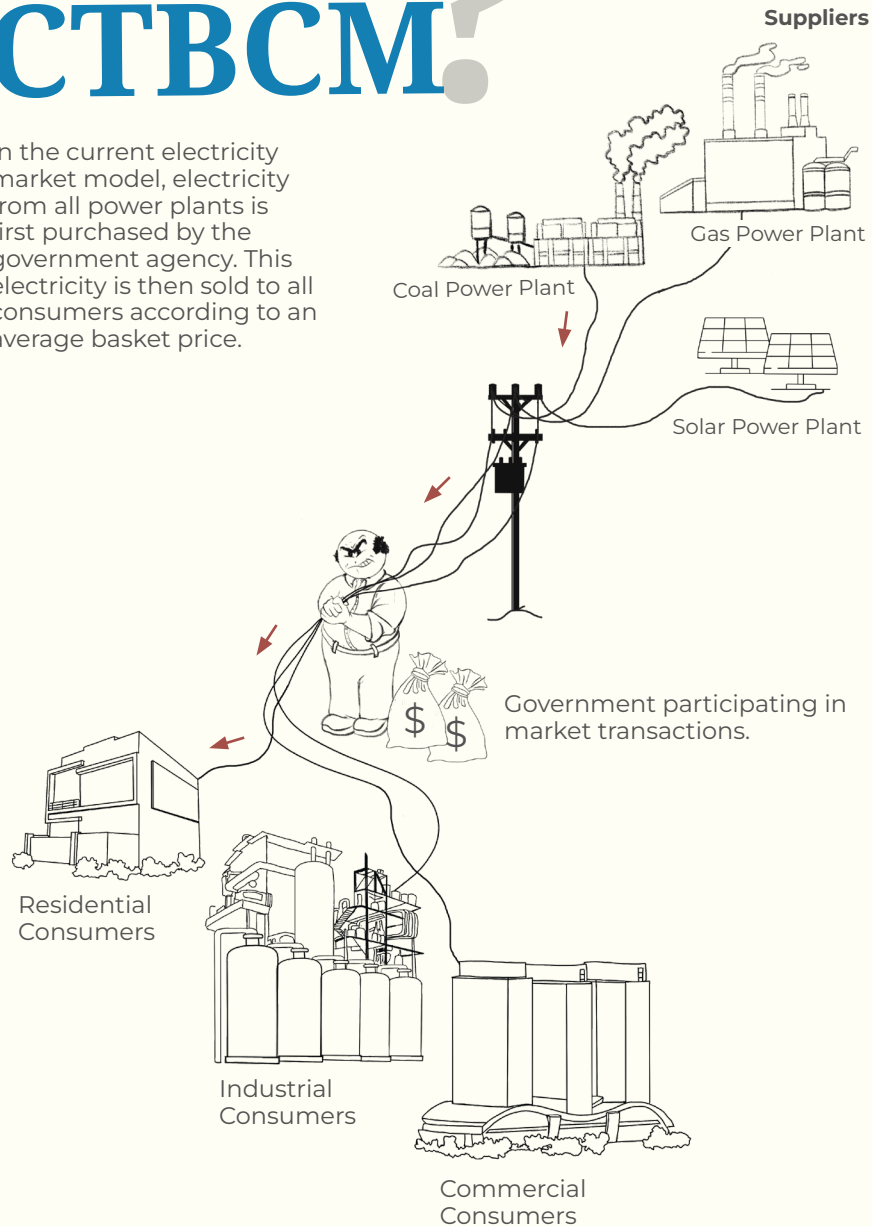 CTBCM?
Suppliers
n the current electricity
market model, electricity
rom all power plants is
irst purchased by the
government agency. This
electricity is then sold to all
consumers according to an
average basket price.
Gas Power Plant
Coal Power Plant
Solar Power Plant
$
$
Government participating in
market transactions.
Residential
Consumers
Industrial
Consumers
Commercial
Consumers